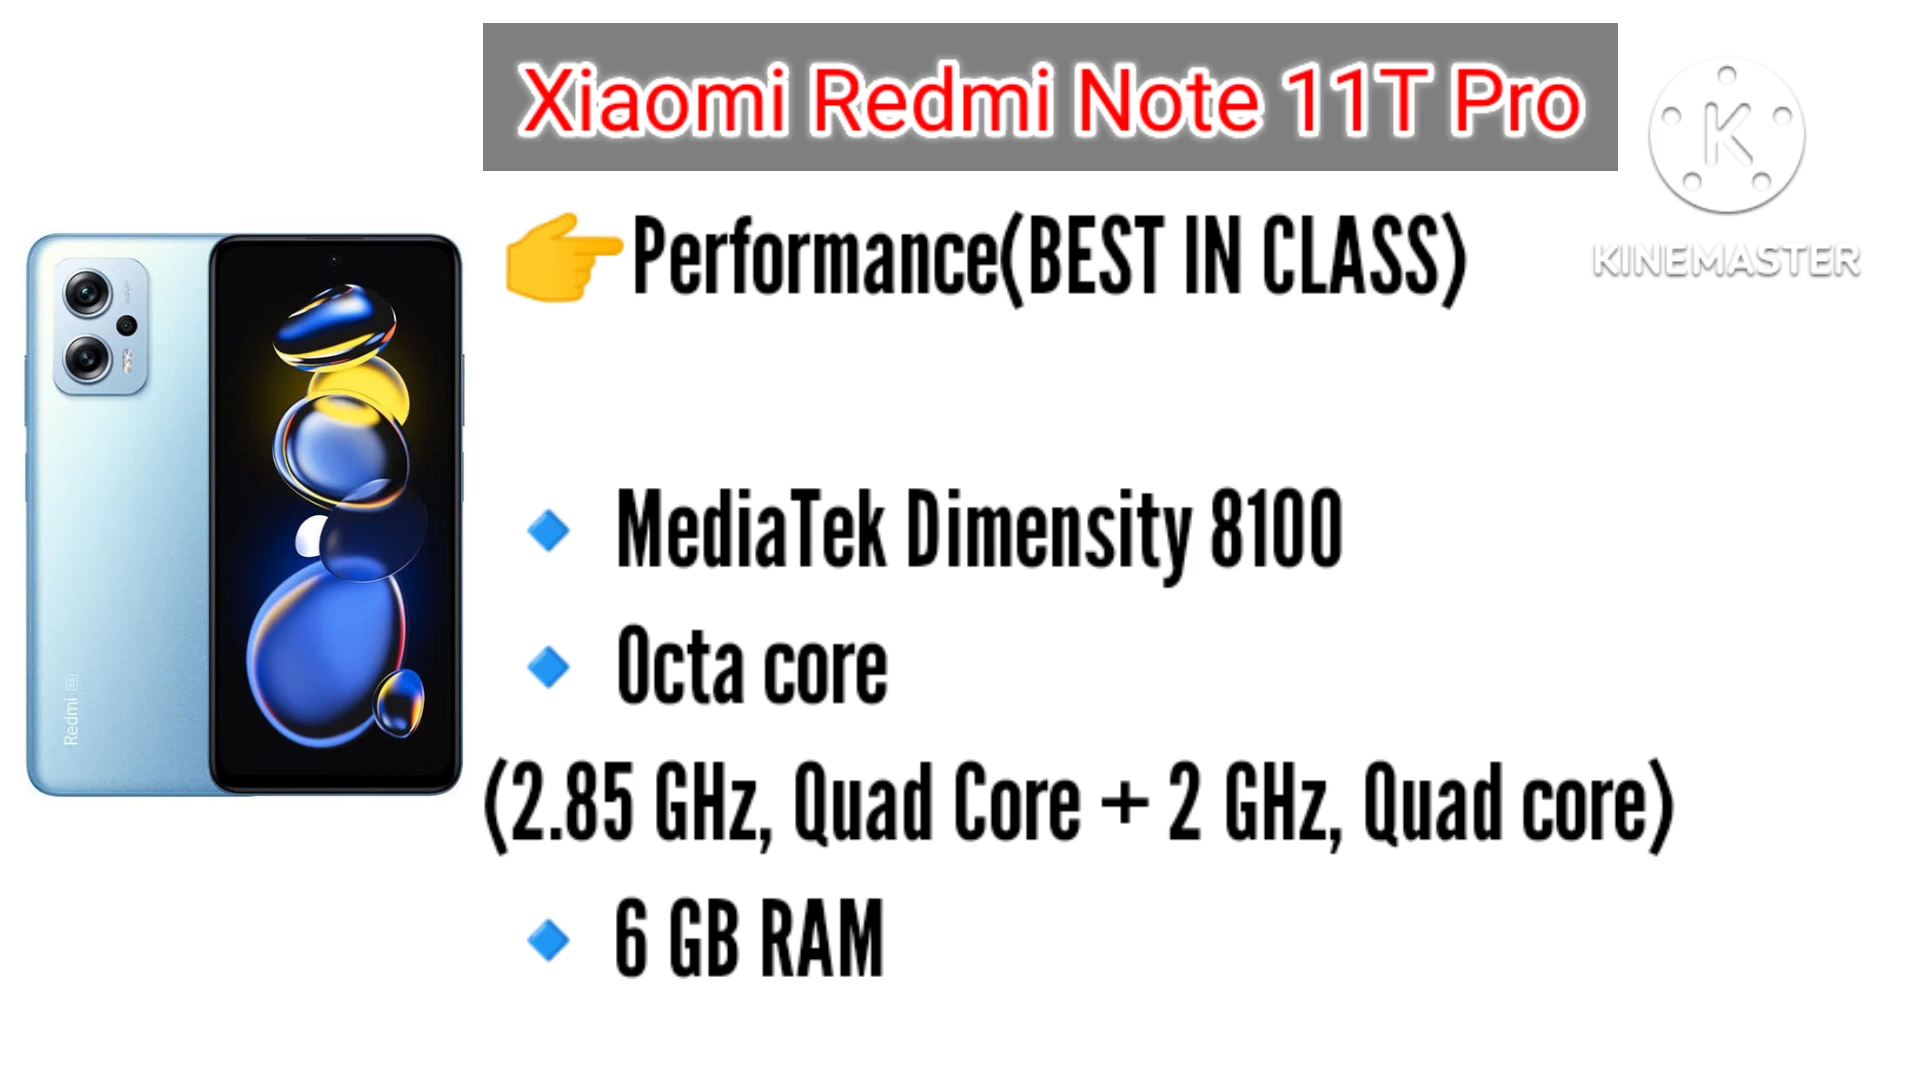 Xiaomi Redmi Note 11T Pro
KINEMASTER
👉Performance(BEST IN CLASS)
🔹 MediaTek Dimensity 8100
🔹 Octa core
(2.85 GHz, Quad Core + 2 GHz, Quad core)
🔹 6 GB RAM
Redmi 5G